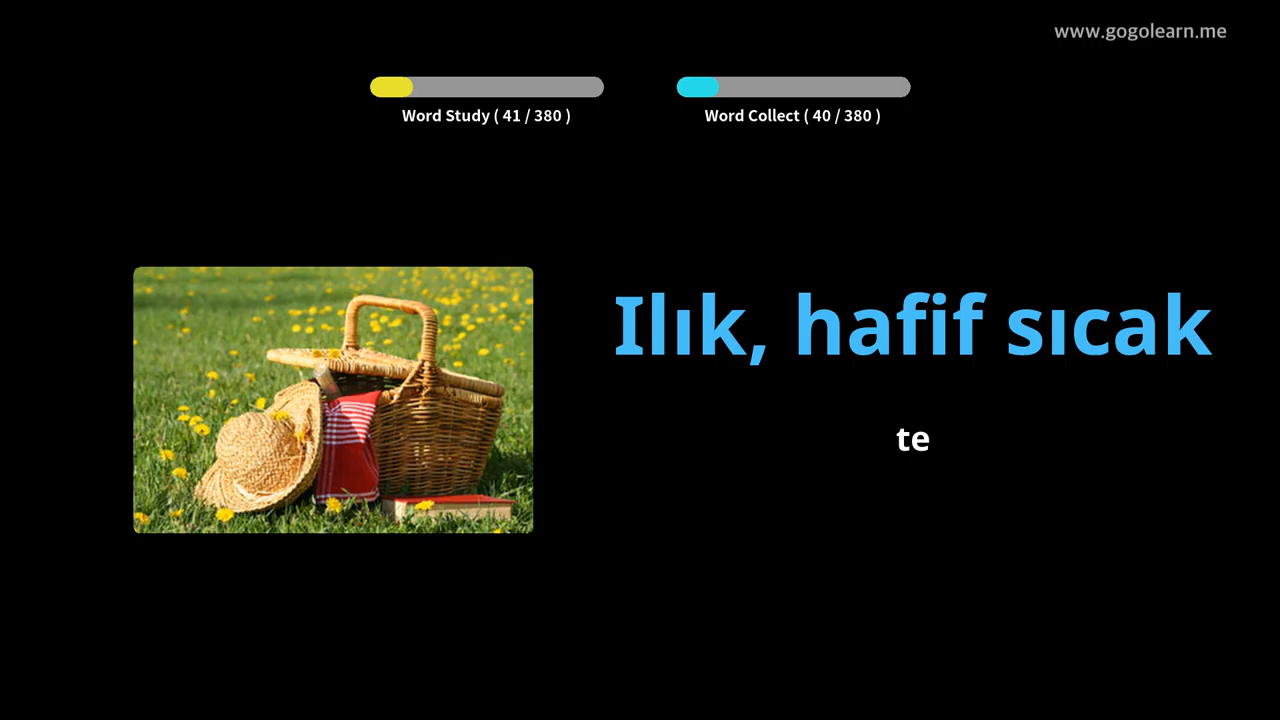 www.gogolearn.me
Word Study ( 41 / 380 )
Word Collect ( 40 / 380 )
Ilık, hafif sıcak
te